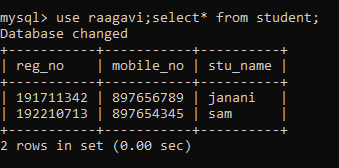 mysql> use raagavi;select* from student;
Database changed
+-----------+-----------+----------+
| reg_no    | mobile_no | stu_name |
+-----------+-----------+----------+
| 191711342 | 897656789 | janani   |
| 192210713 | 897654345 | sam      |
+-----------+-----------+----------+
2 rows in set (0.00 sec)